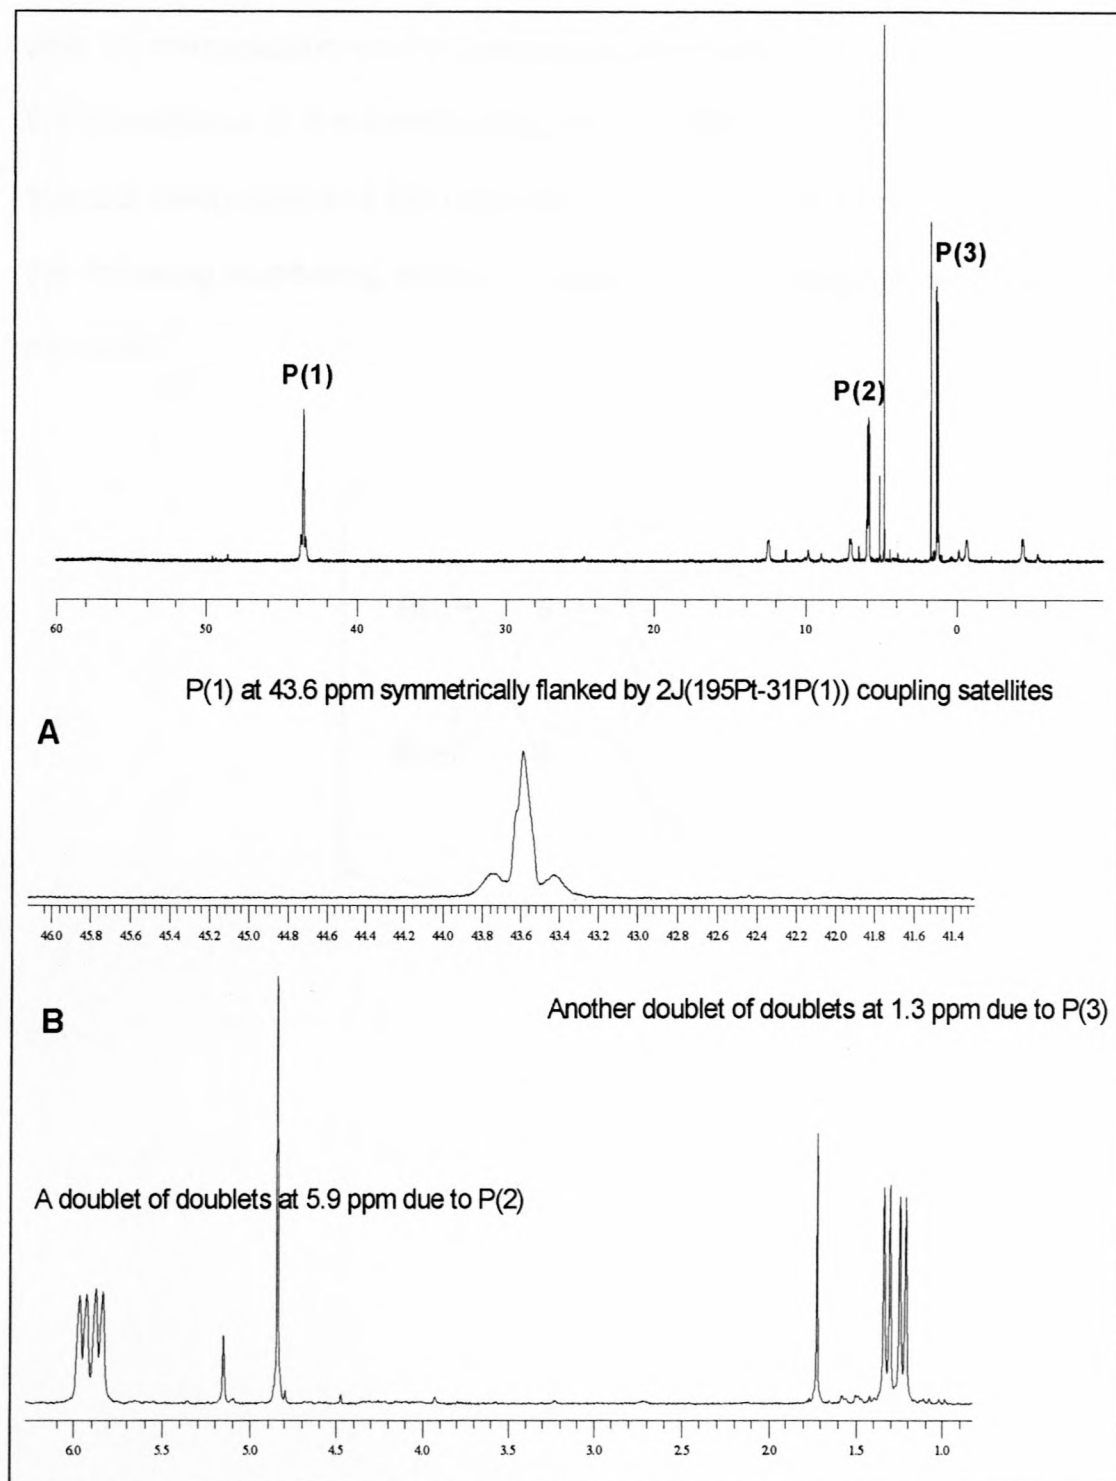 P(3)
P(1)
P(2)
60 50 40 30 20 10 0
P(1) at 43.6 ppm symmetrically flanked by 2J(195Pt-31P(1)) coupling satellites
A
46.0 45.8 45.6 45.4 45.2 45.0 44.8 44.6 44.4 44.2 44.0 43.8 43.6 43.4 43.2 43.0 42.8 42.6 42.4 42.2 42.0 41.8 41.6 41.4
Another doublet of doublets at 1.3 ppm due to P(3)
B
A doublet of doublets at 5.9 ppm due to P(2)
6.0 5.5 5.0 4.5 4.0 3.5 3.0 2.5 2.0 1.5 1.0